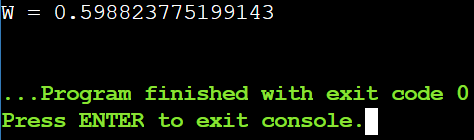 W = 0.598823775199143
...Program finished with exit code 0
Press ENTER to exit console.